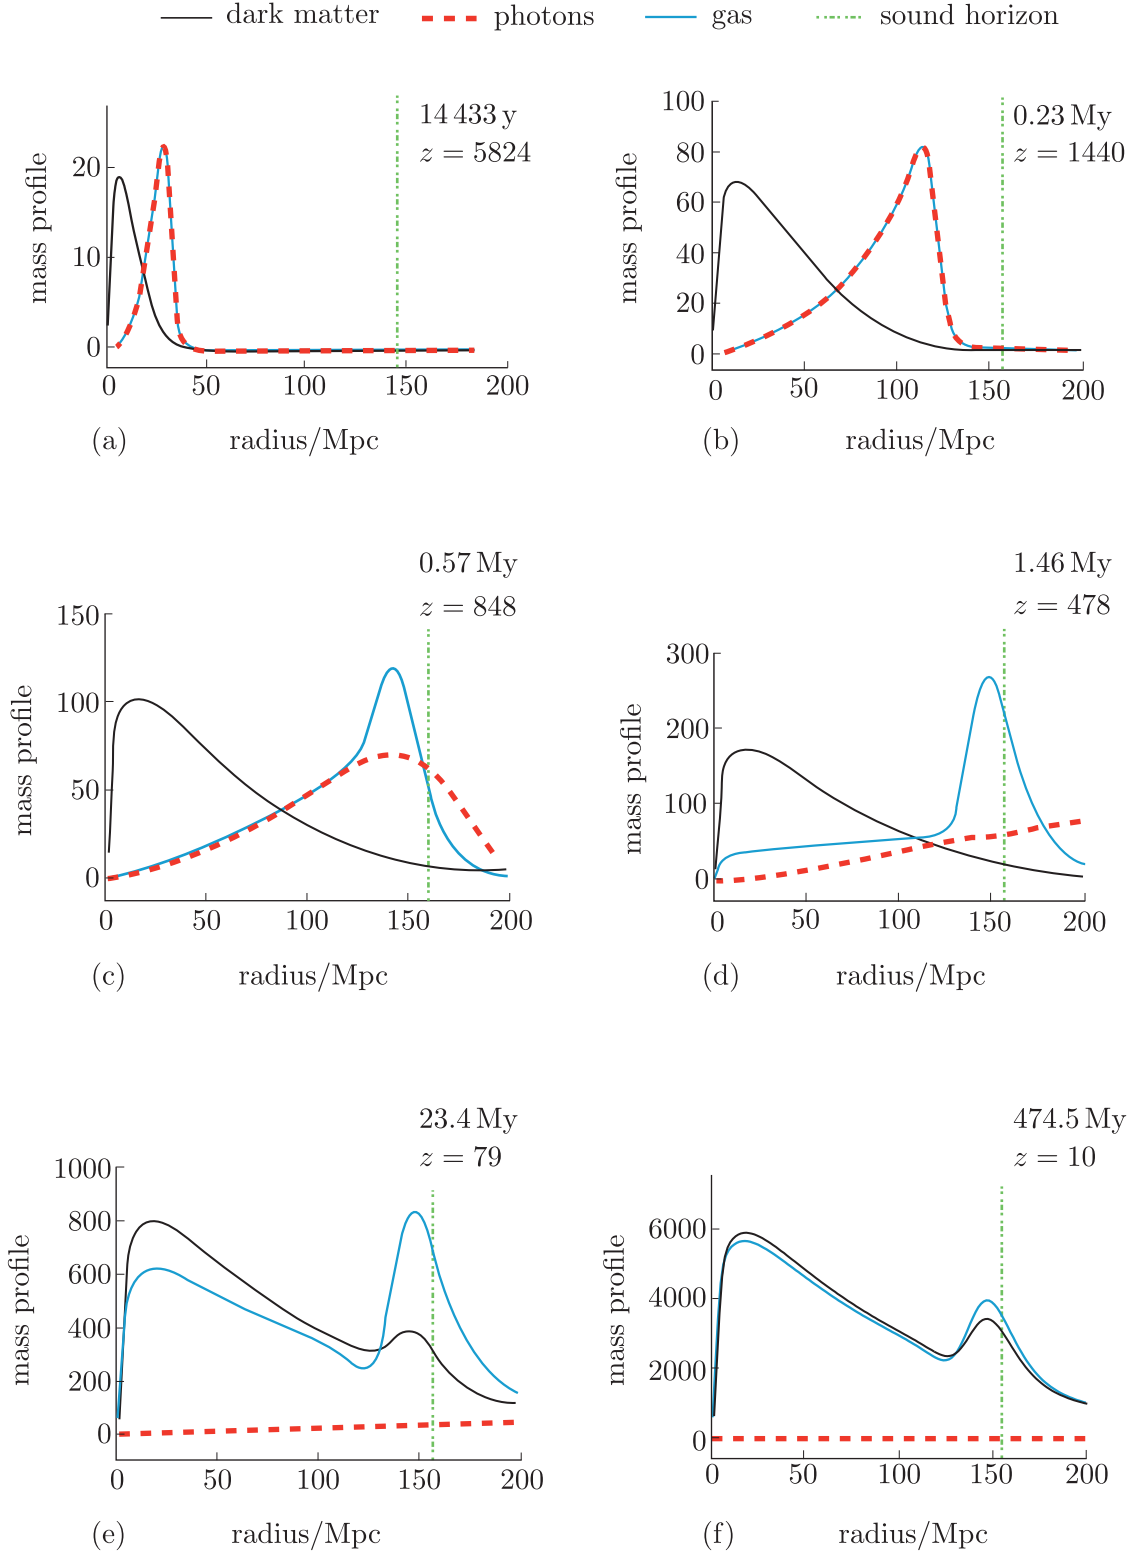 dark matter photons gas sound horizon
14 433 y
z = 5824
mass profile
20
10
0
0 50 100 150 200
(a) radius/Mpc
0.23 My
z = 1440
mass profile
100
80
60
40
20
0
0 50 100 150 200
(b) radius/Mpc
0.57 My
z = 848
mass profile
150
100
50
0
0 50 100 150 200
(c) radius/Mpc
1.46 My
z = 478
mass profile
300
200
100
0
0 50 100 150 200
(d) radius/Mpc
23.4 My
z = 79
mass profile
1000
800
600
400
200
0
0 50 100 150 200
(e) radius/Mpc
474.5 My
z = 10
mass profile
6000
4000
2000
0
0 50 100 150 200
(f) radius/Mpc